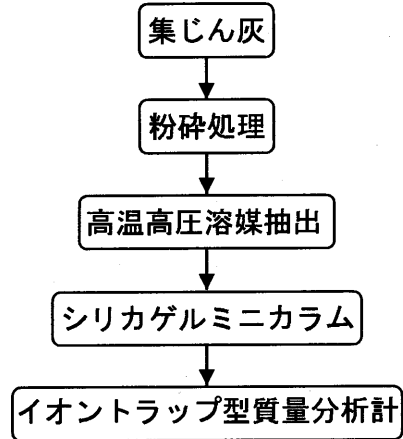 集じん灰
粉砕処理
高温高圧溶媒抽出
シリカゲルミニカラム
イオントラップ型質量分析計